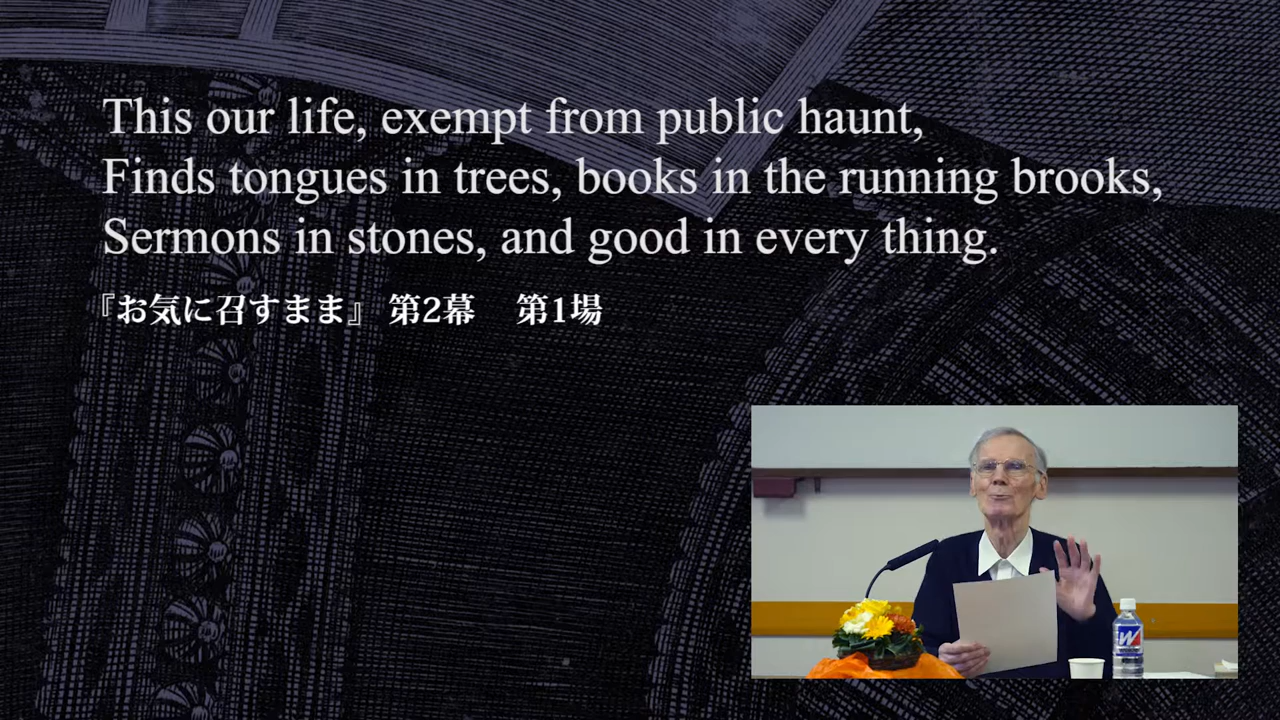 This our life, exempt from public haunt,
Finds tongues in trees, books in the running brooks,
Sermons in stones, and good in every thing.
『お気に召すまま』 第2幕　第1場
W